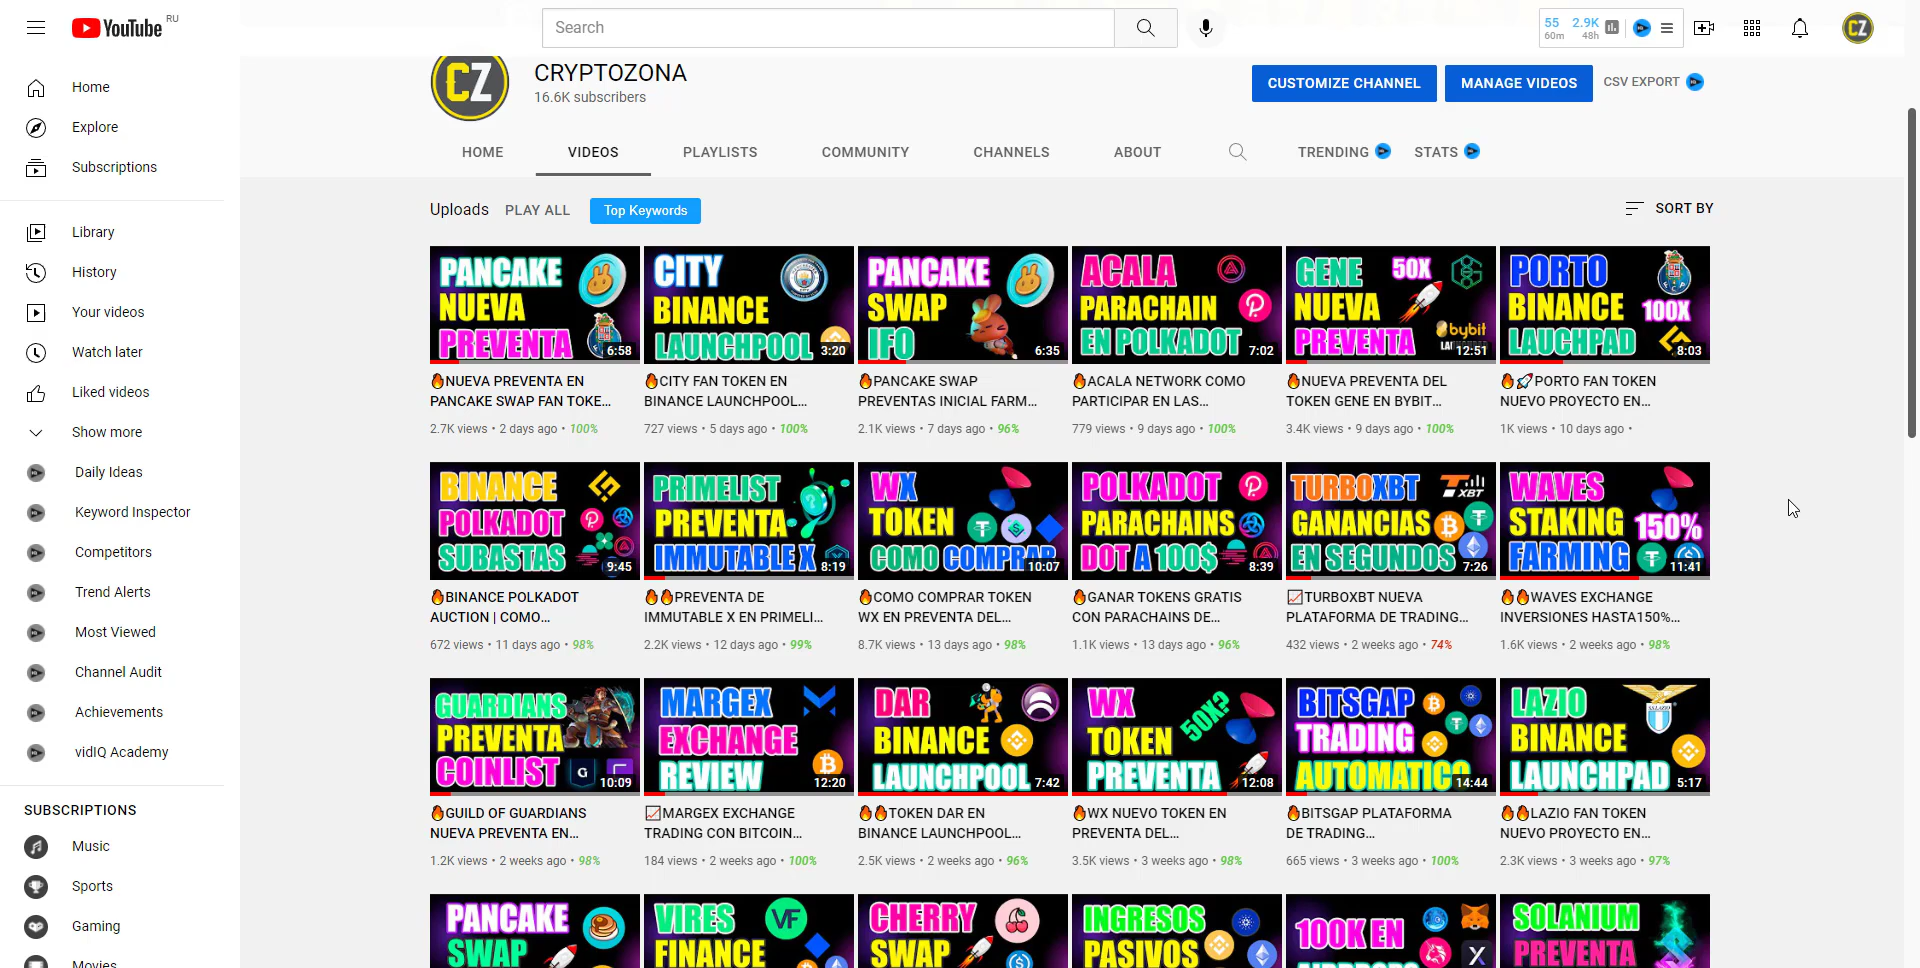 YouTube RU
Search
55 2.9K
60m 48h
CZ
Home
Explore
Subscriptions
Library
History
Your videos
Watch later
Liked videos
Show more
Daily Ideas
Keyword Inspector
Competitors
Trend Alerts
Most Viewed
Channel Audit
Achievements
vidIQ Academy
SUBSCRIPTIONS
Music
Sports
Gaming
Movies
CZ
CRYPTOZONA
16.6K subscribers
CUSTOMIZE CHANNEL
MANAGE VIDEOS
CSV EXPORT
HOME VIDEOS PLAYLISTS COMMUNITY CHANNELS ABOUT TRENDING STATS
Uploads PLAY ALL Top Keywords SORT BY
PANCAKE
NUEVA
PREVENTA
6:58
🔥NUEVA PREVENTA EN
PANCAKE SWAP FAN TOKE...
2.7K views • 2 days ago • 100%
CITY
BINANCE
LAUNCHPOOL
3:20
🔥CITY FAN TOKEN EN
BINANCE LAUNCHPOOL...
727 views • 5 days ago • 100%
PANCAKE
SWAP
IFO
6:35
🔥PANCAKE SWAP
PREVENTAS INICIAL FARM...
2.1K views • 7 days ago • 96%
ACALA
PARACHAIN
EN POLKADOT
7:02
🔥ACALA NETWORK COMO
PARTICIPAR EN LAS...
779 views • 9 days ago • 100%
GENE 50X
NUEVA
PREVENTA
bybit
12:51
🔥NUEVA PREVENTA DEL
TOKEN GENE EN BYBIT...
3.4K views • 9 days ago • 100%
PORTO
BINANCE 100X
LAUCHPAD
8:03
🔥🚀PORTO FAN TOKEN
NUEVO PROYECTO EN...
1K views • 10 days ago •
BINANCE
POLKADOT
SUBASTAS
9:45
🔥BINANCE POLKADOT
AUCTION | COMO...
672 views • 11 days ago • 98%
PRIMELIST
PREVENTA
IMMUTABLE X
8:19
🔥🔥PREVENTA DE
IMMUTABLE X EN PRIMELI...
2.2K views • 12 days ago • 99%
WX
TOKEN
COMO COMPRAR
10:07
🔥COMO COMPRAR TOKEN
WX EN PREVENTA DEL...
8.7K views • 13 days ago • 98%
POLKADOT
PARACHAINS
DOT A 100$
8:39
🔥GANAR TOKENS GRATIS
CON PARACHAINS DE...
1.1K views • 13 days ago • 96%
TURBOXBT
XBT
GANANCIAS
EN SEGUNDOS
7:26
📈TURBOXBT NUEVA
PLATAFORMA DE TRADING...
432 views • 2 weeks ago • 74%
WAVES
STAKING 150%
FARMING
11:41
🔥🔥WAVES EXCHANGE
INVERSIONES HASTA150%...
1.6K views • 2 weeks ago • 98%
GUARDIANS
PREVENTA
COINLIST
10:09
🔥GUILD OF GUARDIANS
NUEVA PREVENTA EN...
1.2K views • 2 weeks ago • 98%
MARGEX
EXCHANGE
REVIEW
12:20
📈MARGEX EXCHANGE
TRADING CON BITCOIN...
184 views • 2 weeks ago • 100%
DAR
BINANCE
LAUNCHPOOL
7:42
🔥🔥TOKEN DAR EN
BINANCE LAUNCHPOOL...
2.5K views • 2 weeks ago • 96%
WX 50X?
TOKEN
PREVENTA
12:08
🔥WX NUEVO TOKEN EN
PREVENTA DEL...
3.5K views • 3 weeks ago • 98%
BITSGAP
TRADING
AUTOMATICO
14:44
🔥BITSGAP PLATAFORMA
DE TRADING...
665 views • 3 weeks ago • 100%
LAZIO
BINANCE
LAUNCHPAD
5:17
🔥🔥LAZIO FAN TOKEN
NUEVO PROYECTO EN...
2.3K views • 3 weeks ago • 97%
PANCAKE
SWAP
VIRES
FINANCE
VF
CHERRY
SWAP
INGRESOS
PASIVOS
100K EN
SOLANIUM
PREVENTA